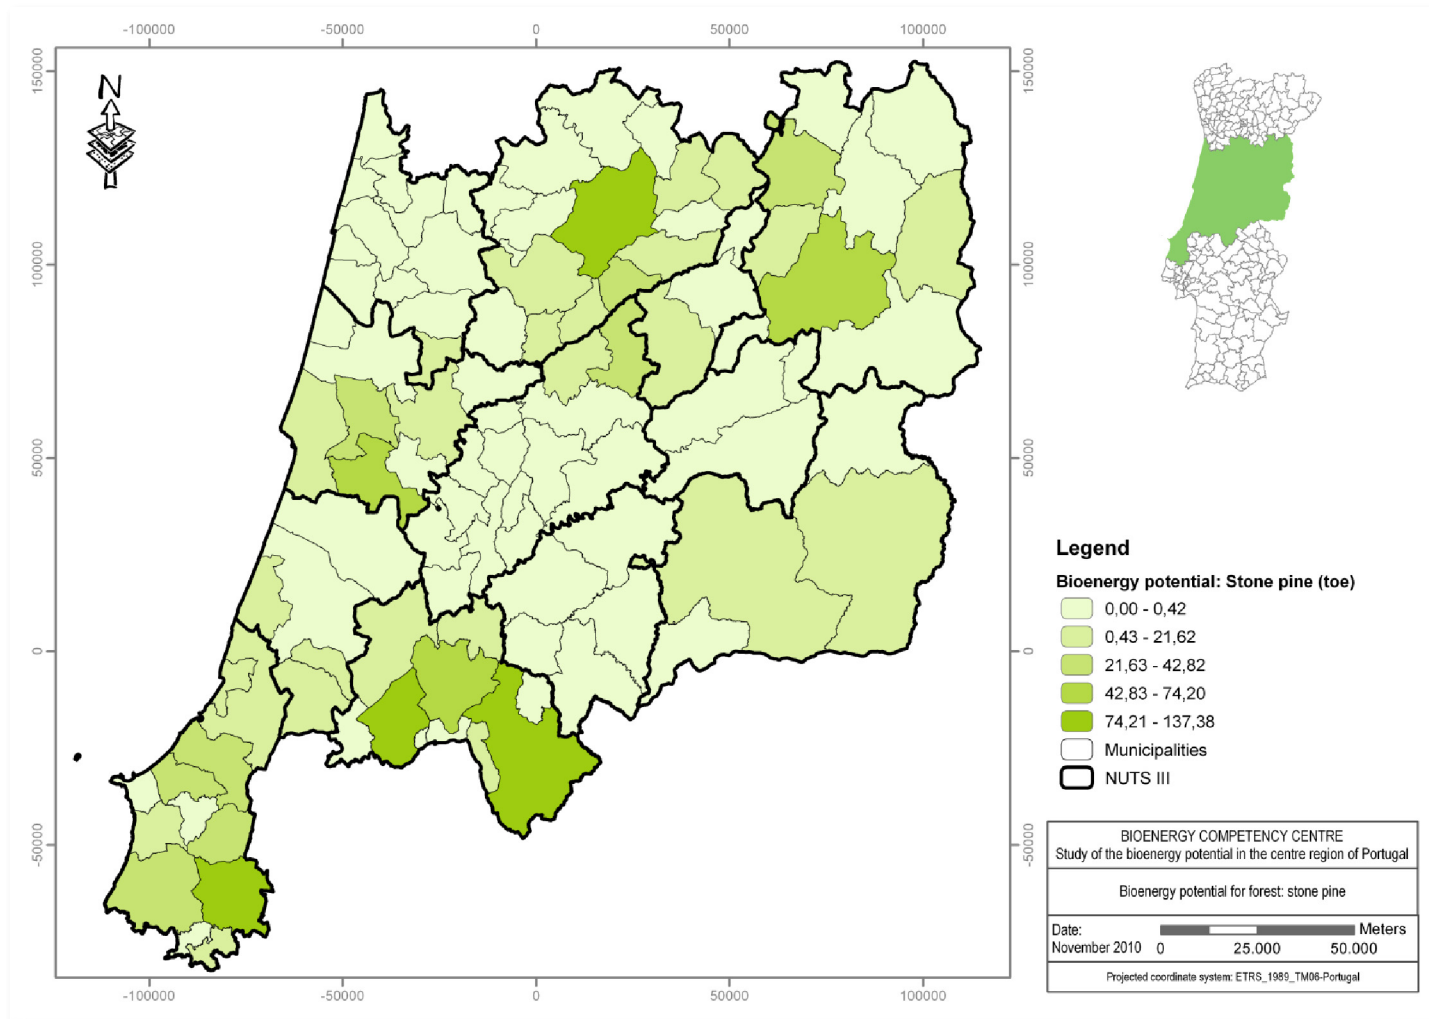 -100000 -50000 0 50000 100000
150000 150000
N
100000 100000
50000 50000
0 0
-50000 -50000
-100000 -50000 0 50000 100000
Legend
Bioenergy potential: Stone pine (toe)
0,00 - 0,42
0,43 - 21,62
21,63 - 42,82
42,83 - 74,20
74,21 - 137,38
Municipalities
NUTS III
BIOENERGY COMPETENCY CENTRE
Study of the bioenergy potential in the centre region of Portugal
Bioenergy potential for forest: stone pine
Date:
November 2010
Meters
0 25.000 50.000
Projected coordinate system: ETRS_1989_TM06-Portugal